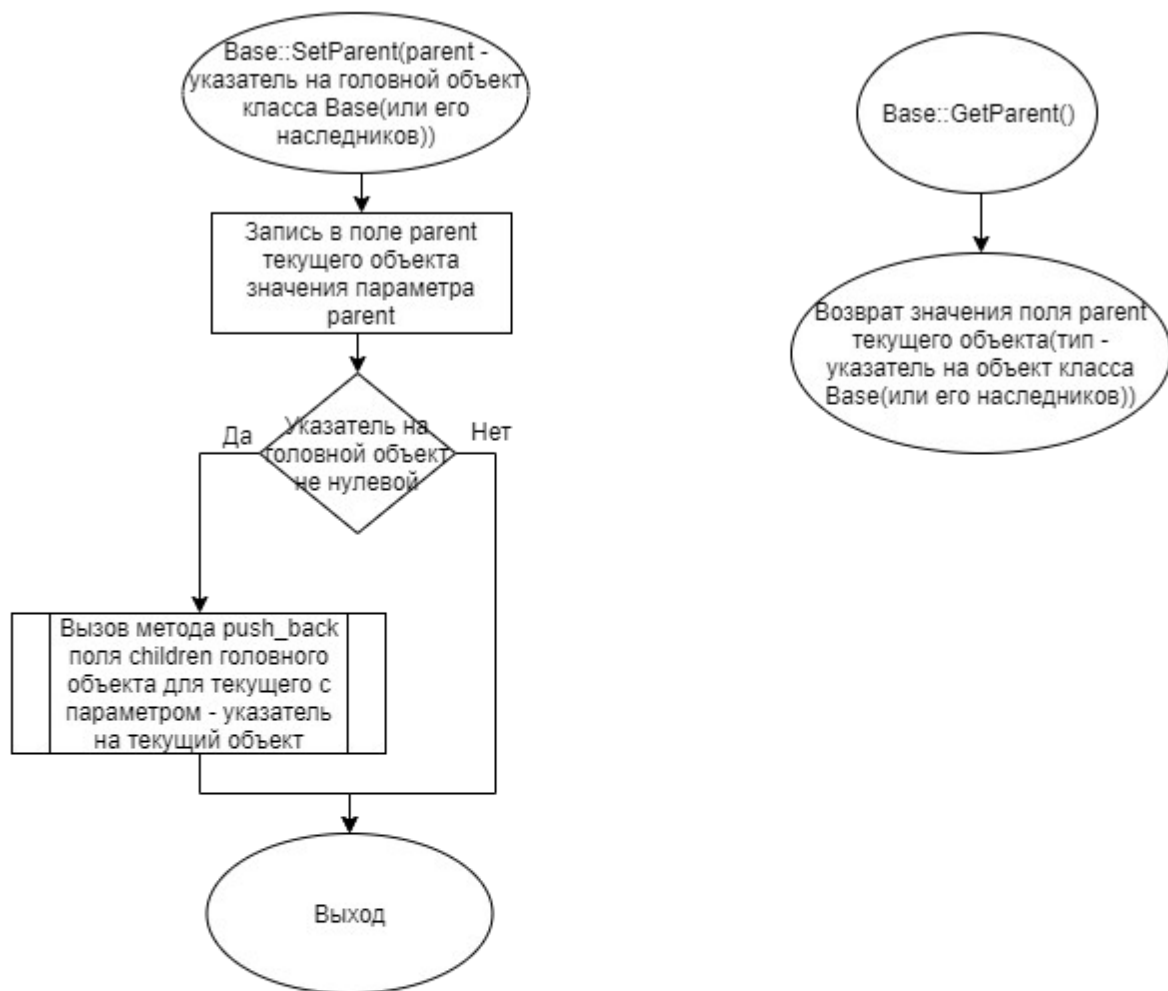 Base::SetParent(parent -
указатель на головной объект
класса Base(или его
наследников))
Запись в поле parent
текущего объекта
значения параметра
parent
Указатель на
головной объект
не нулевой
Да
Нет
Вызов метода push_back
поля children головного
объекта для текущего с
параметром - указатель
на текущий объект
Выход
Base::GetParent()
Возврат значения поля parent
текущего объекта(тип -
указатель на объект класса
Base(или его наследников))